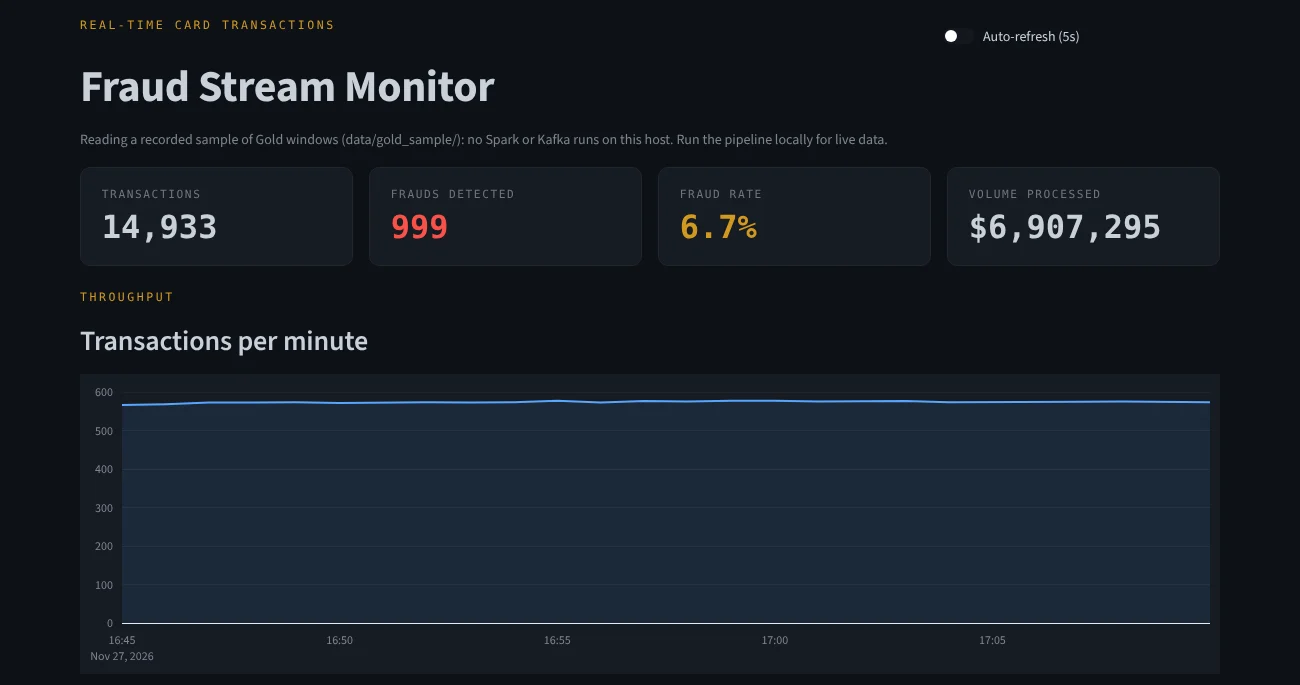 REAL-TIME CARD TRANSACTIONS
Auto-refresh (5s)
Fraud Stream Monitor
Reading a recorded sample of Gold windows (data/gold_sample/): no Spark or Kafka runs on this host. Run the pipeline locally for live data.
TRANSACTIONS
14,933
FRAUDS DETECTED
999
FRAUD RATE
6.7%
VOLUME PROCESSED
$6,907,295
THROUGHPUT
Transactions per minute
600
500
400
300
200
100
0
16:45
16:50
16:55
17:00
17:05
Nov 27, 2026